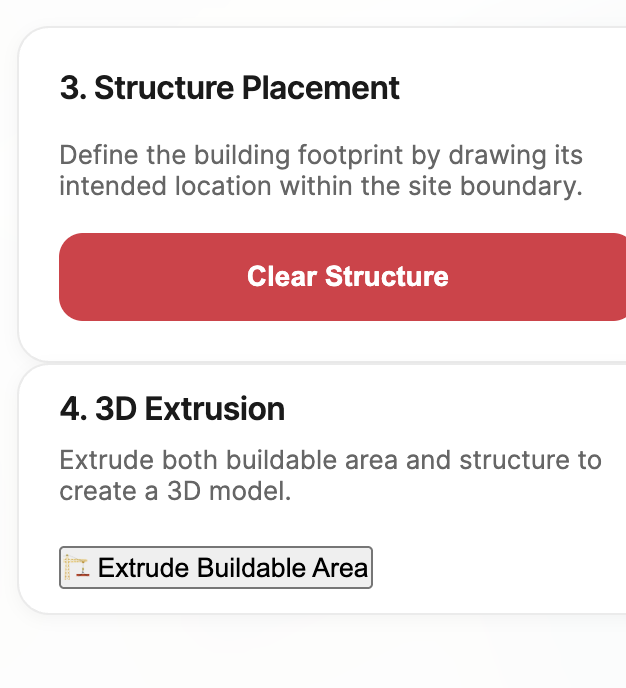 3. Structure Placement
Define the building footprint by drawing its
intended location within the site boundary.
Clear Structure
4. 3D Extrusion
Extrude both buildable area and structure to
create a 3D model.
🏗️ Extrude Buildable Area